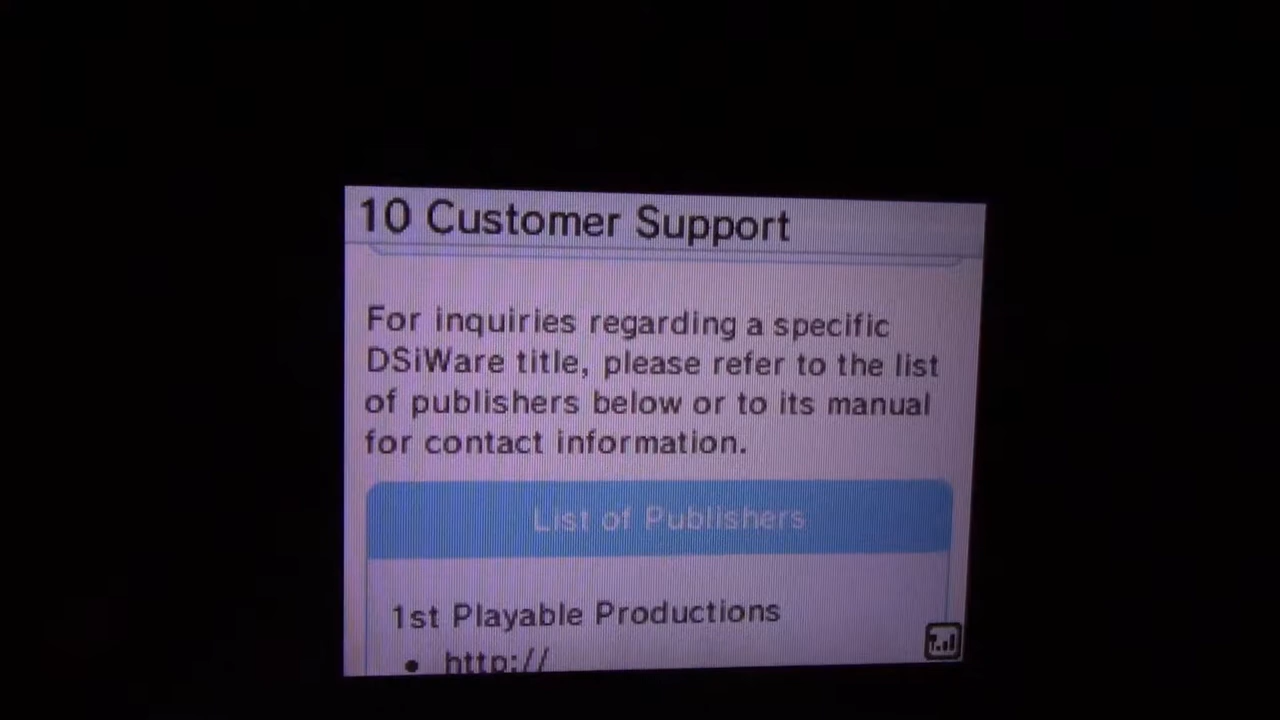 10 Customer Support
For inquiries regarding a specific
DSiWare title, please refer to the list
of publishers below or to its manual
for contact information.
List of Publishers
1st Playable Productions
• http://